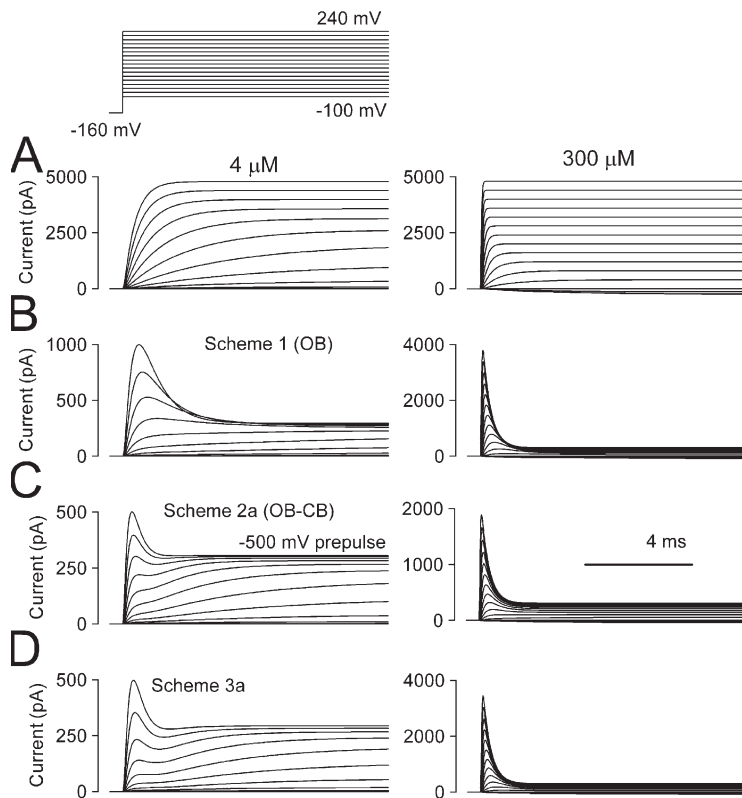 240 mV
-100 mV
-160 mV
A
4 µM
300 µM
Current (pA)
5000
2500
0
5000
2500
0
B
Scheme 1 (OB)
Current (pA)
1000
500
0
4000
2000
0
C
Scheme 2a (OB-CB)
-500 mV prepulse
Current (pA)
500
250
0
2000
1000
0
4 ms
D
Scheme 3a
Current (pA)
500
250
0
4000
2000
0